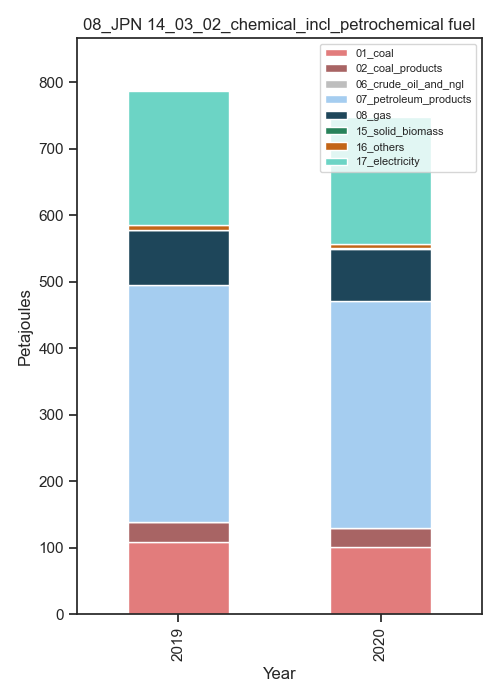 08_JPN 14_03_02_chemical_incl_petrochemical fuel
01_coal
02_coal_products
06_crude_oil_and_ngl
07_petroleum_products
08_gas
15_solid_biomass
16_others
17_electricity
Petajoules
800
700
600
500
400
300
200
100
0
2019
2020
Year